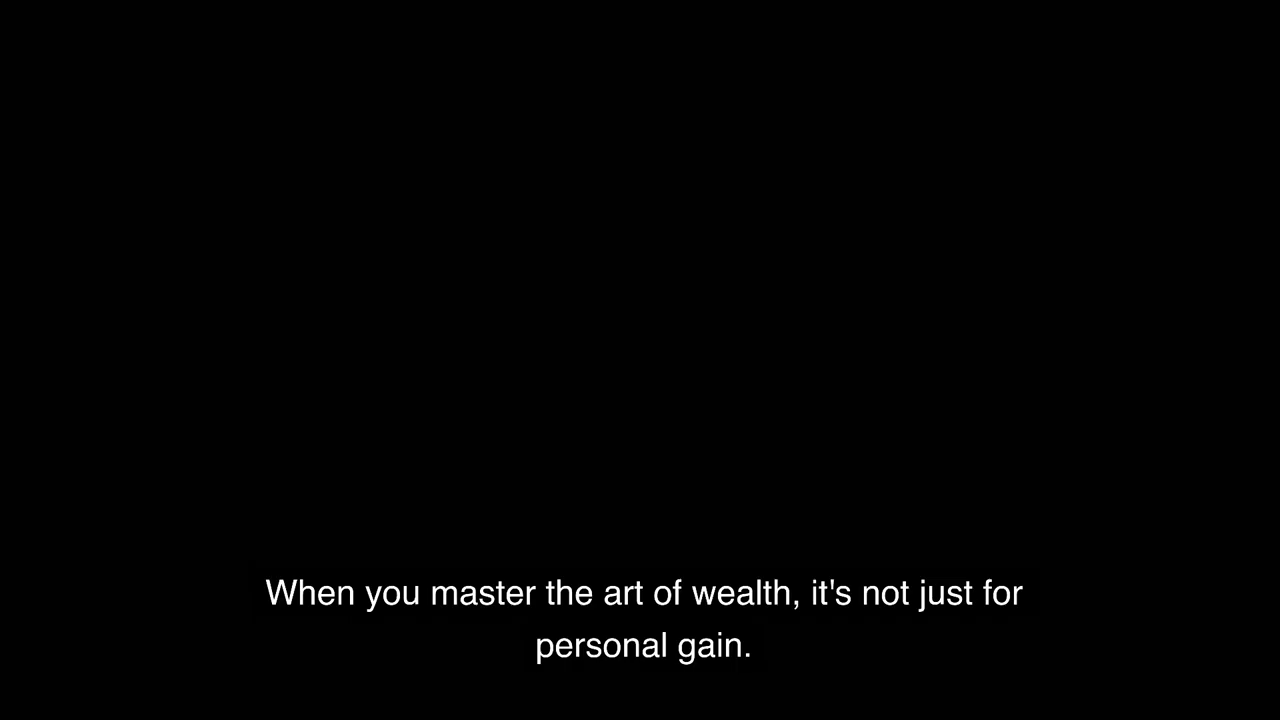 When you master the art of wealth, it's not just for
personal gain.